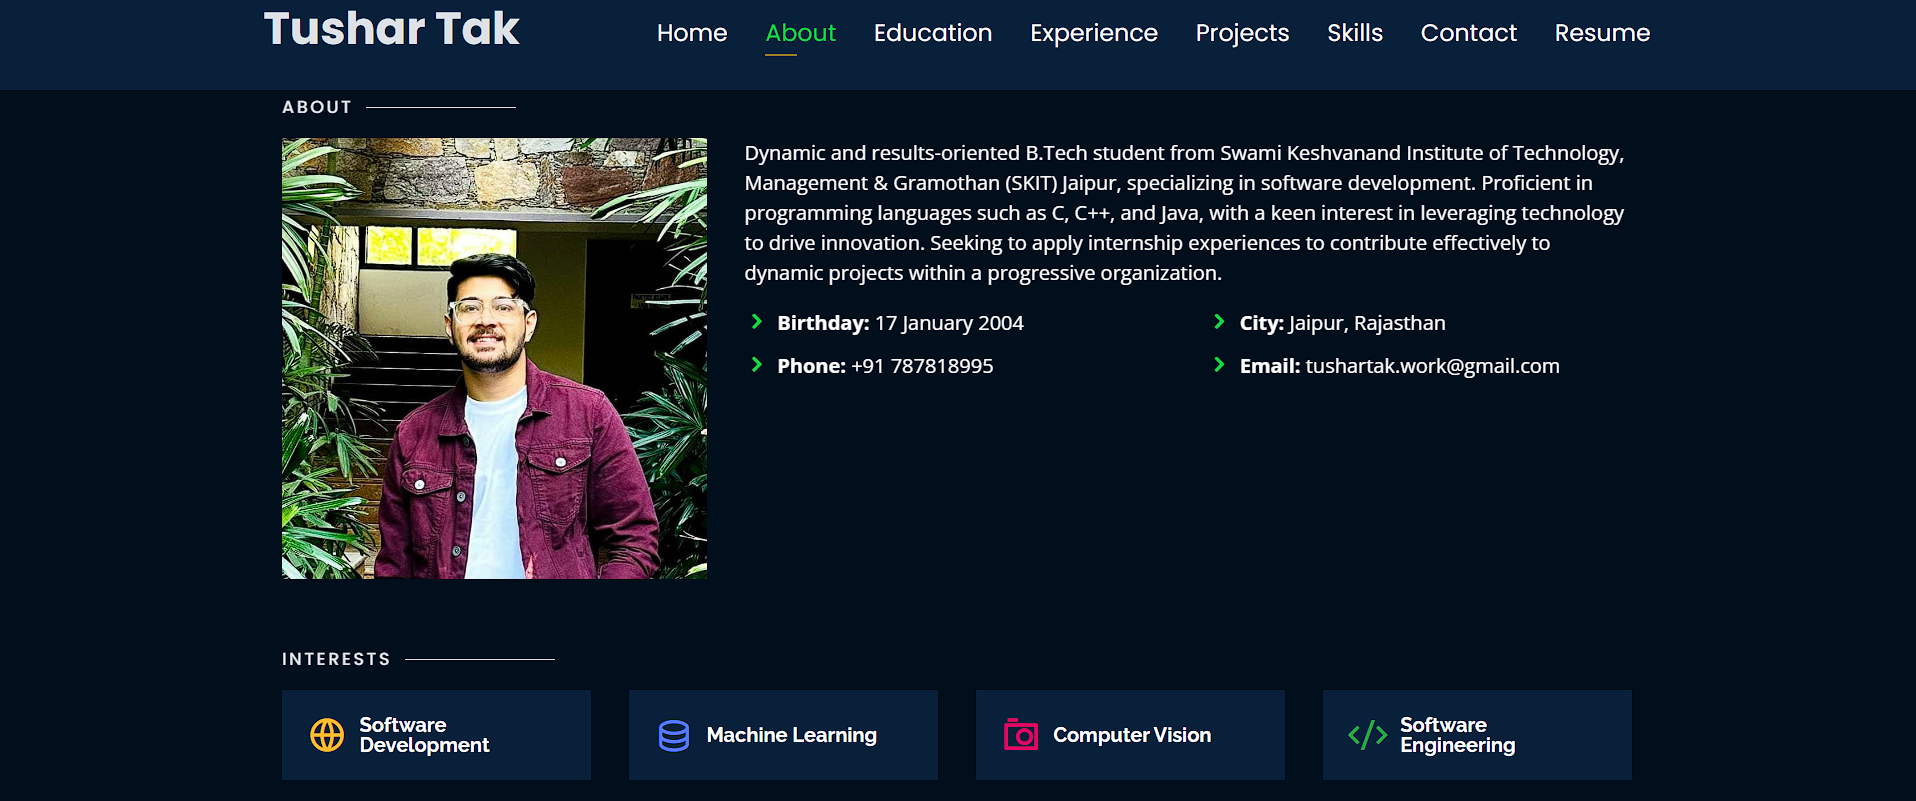 Tushar Tak
Home About Education Experience Projects Skills Contact Resume
ABOUT
Dynamic and results-oriented B.Tech student from Swami Keshvanand Institute of Technology,
Management & Gramothan (SKIT) Jaipur, specializing in software development. Proficient in
programming languages such as C, C++, and Java, with a keen interest in leveraging technology
to drive innovation. Seeking to apply internship experiences to contribute effectively to
dynamic projects within a progressive organization.
Birthday: 17 January 2004
City: Jaipur, Rajasthan
Phone: +91 787818995
Email: tushartak.work@gmail.com
INTERESTS
Software
Development
Machine Learning
Computer Vision
Software
Engineering